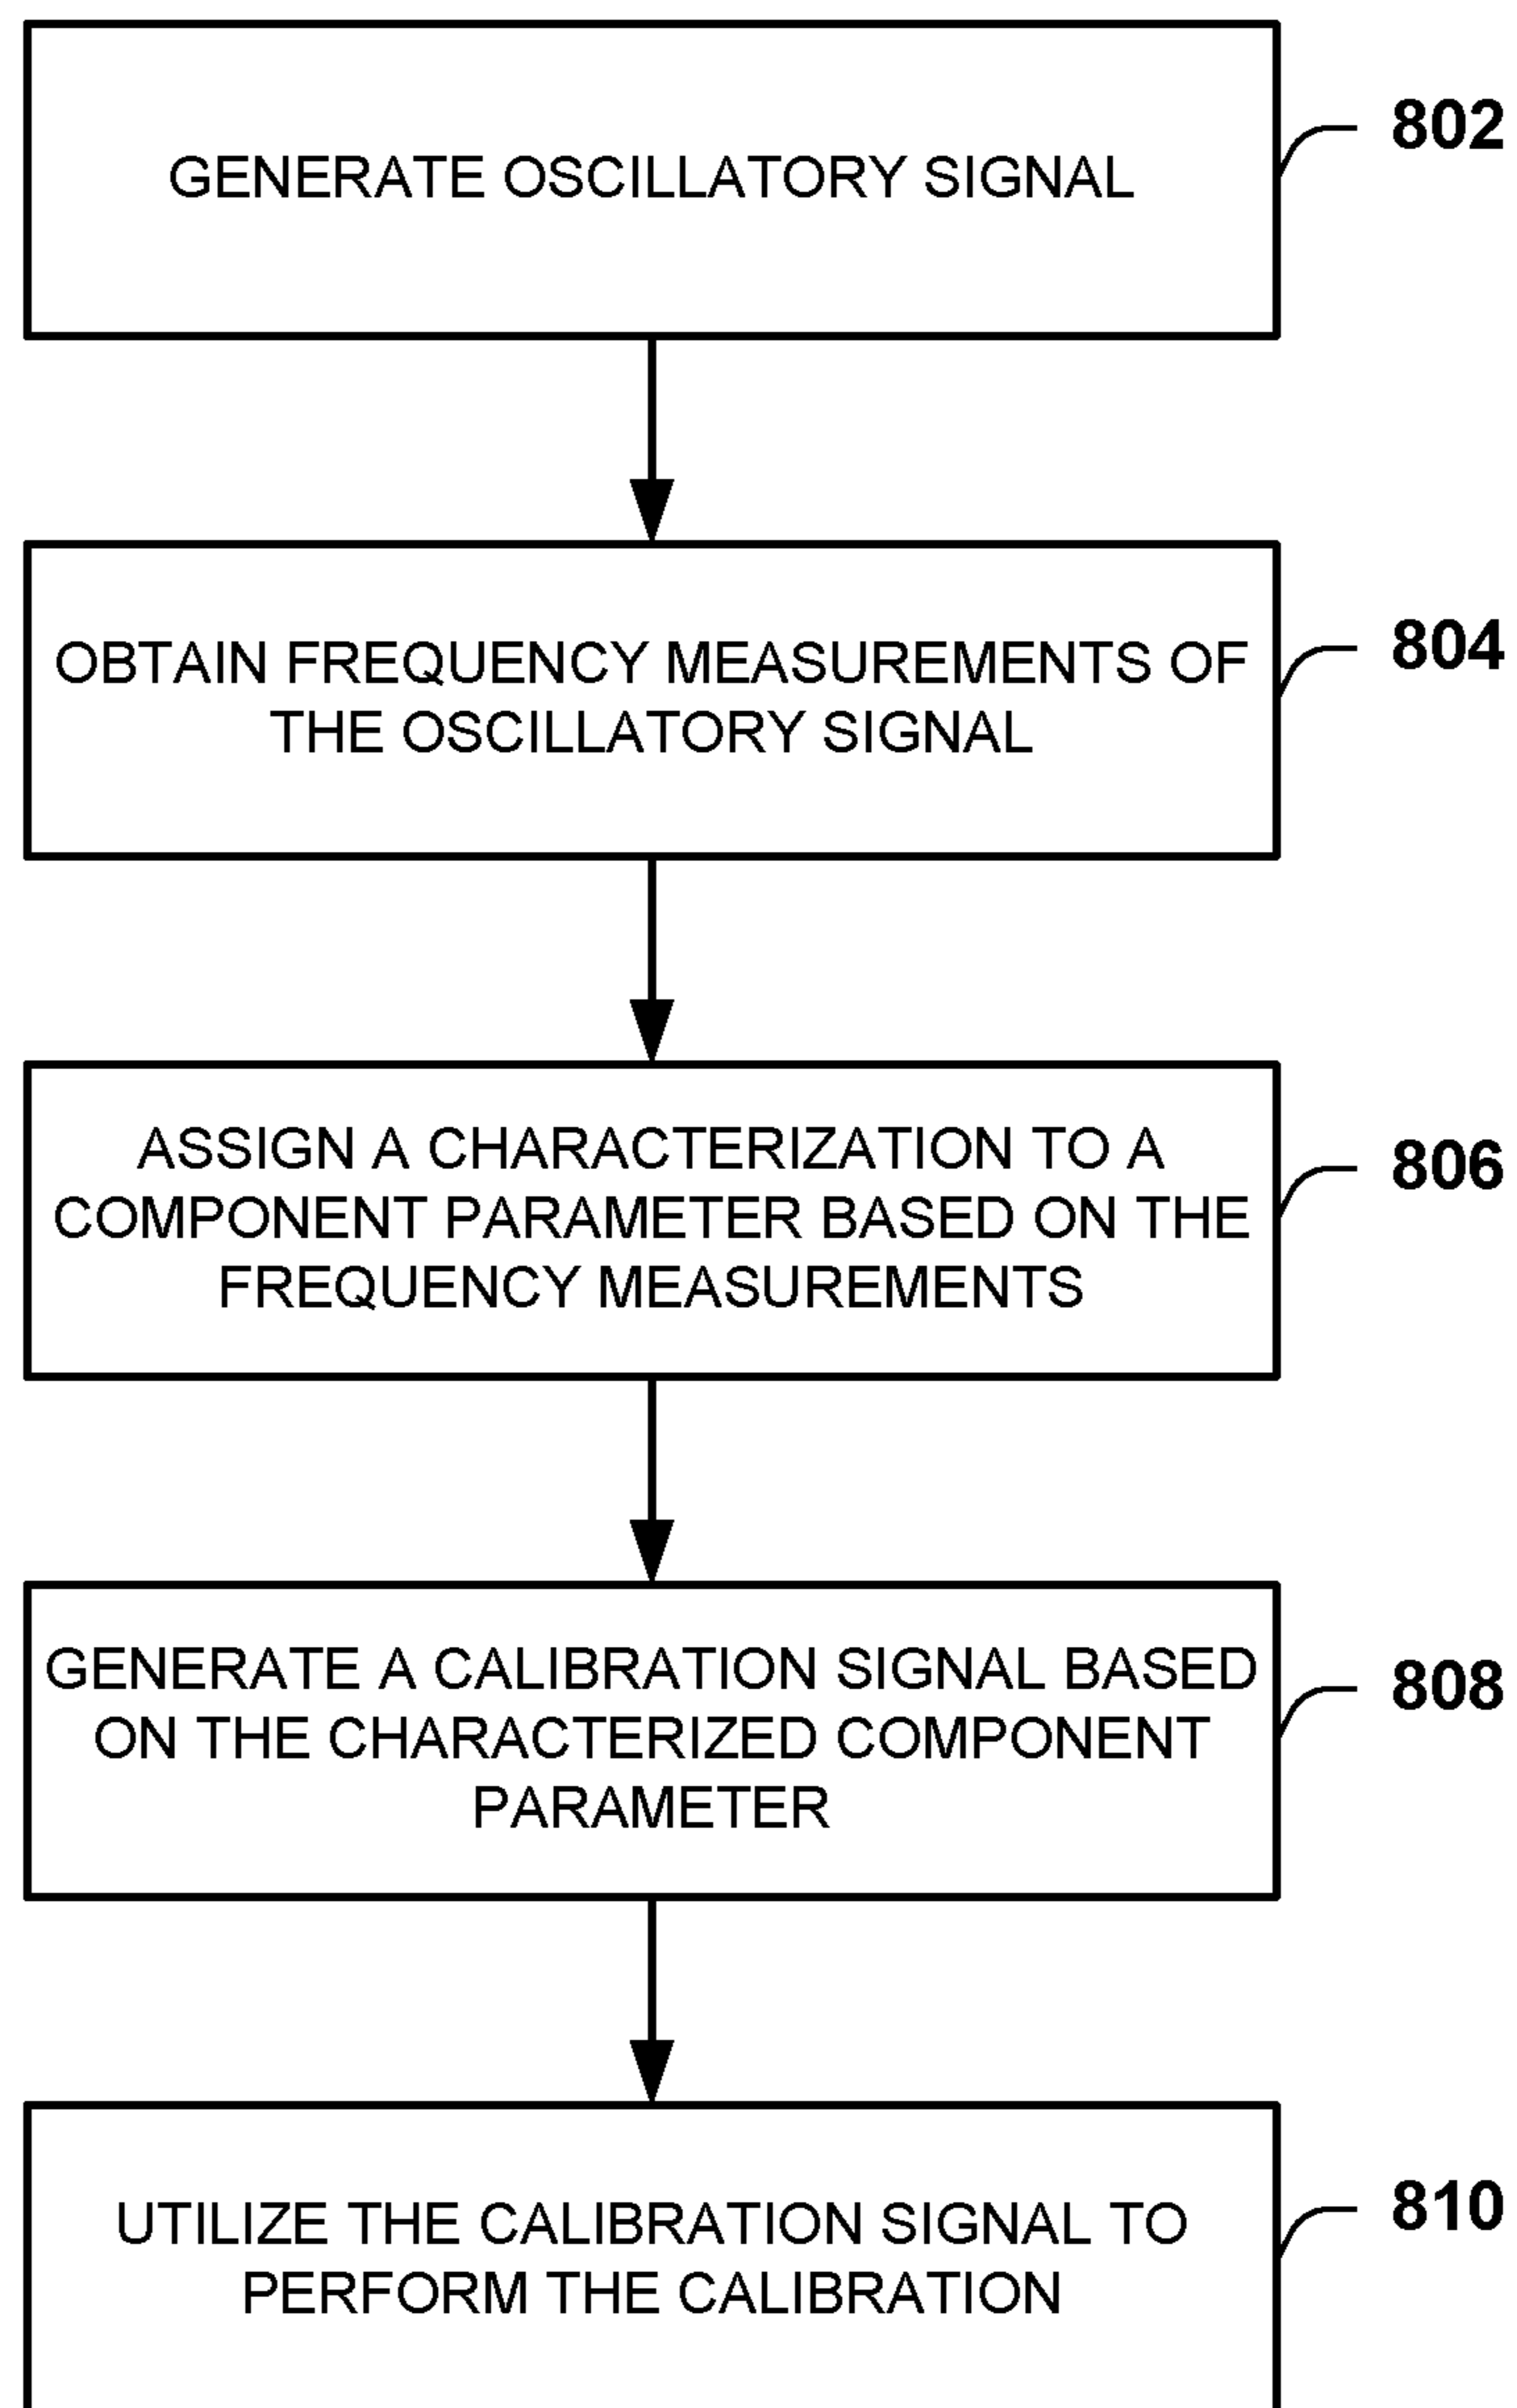 GENERATE OSCILLATORY SIGNAL
802
OBTAIN FREQUENCY MEASUREMENTS OF
THE OSCILLATORY SIGNAL
804
ASSIGN A CHARACTERIZATION TO A
COMPONENT PARAMETER BASED ON THE
FREQUENCY MEASUREMENTS
806
GENERATE A CALIBRATION SIGNAL BASED
ON THE CHARACTERIZED COMPONENT
PARAMETER
808
UTILIZE THE CALIBRATION SIGNAL TO
PERFORM THE CALIBRATION
810